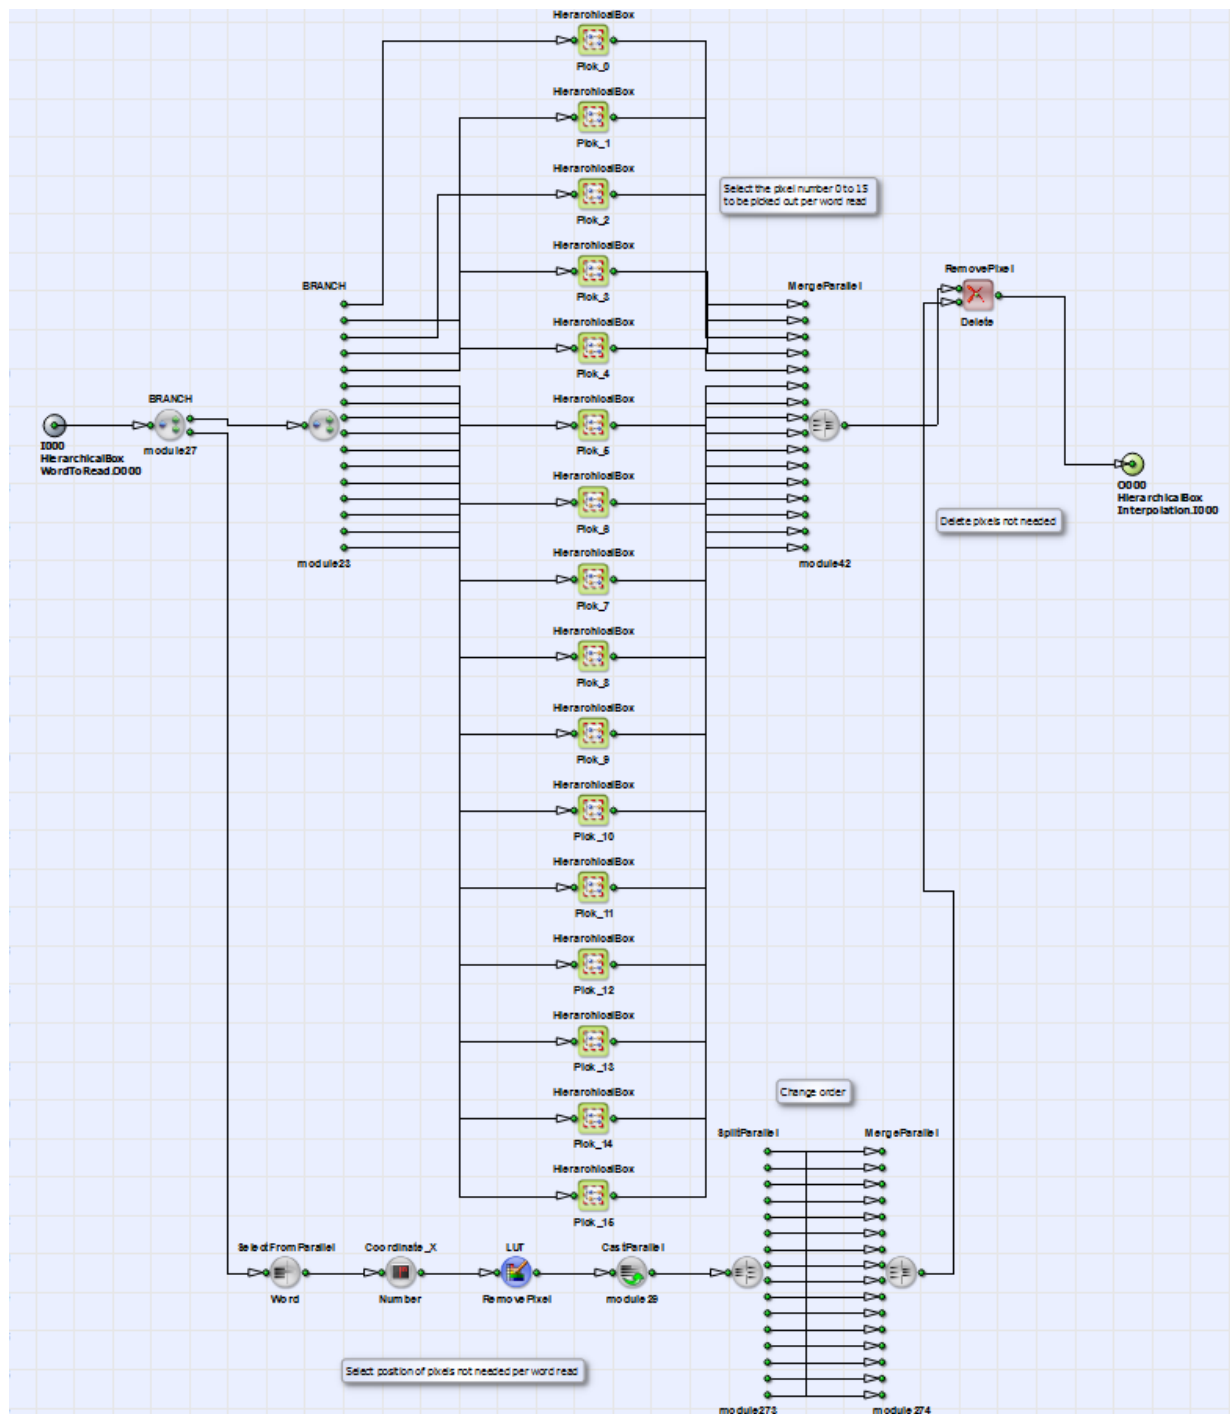 HierarchicalBox
Pick_0
HierarchicalBox
Pick_1
HierarchicalBox
Pick_2
Select the pixel number 0 to 15
to be picked out per word read
HierarchicalBox
Pick_3
BRANCH
MergeParallel
RemovePixel
Delete
HierarchicalBox
Pick_4
BRANCH
module27
I000
HierarchicalBox
WordToRead.O000
HierarchicalBox
Pick_5
O000
HierarchicalBox
Interpolation.I000
HierarchicalBox
Pick_6
Delete pixels not needed
module23
module42
HierarchicalBox
Pick_7
HierarchicalBox
Pick_8
HierarchicalBox
Pick_9
HierarchicalBox
Pick_10
HierarchicalBox
Pick_11
HierarchicalBox
Pick_12
HierarchicalBox
Pick_13
Change order
HierarchicalBox
Pick_14
SplitParallel
MergeParallel
HierarchicalBox
Pick_15
SelectFromParallel
Word
Coordinate_X
Number
LUT
RemovePixel
CastParallel
module29
Select position of pixels not needed per word read
module273
module274